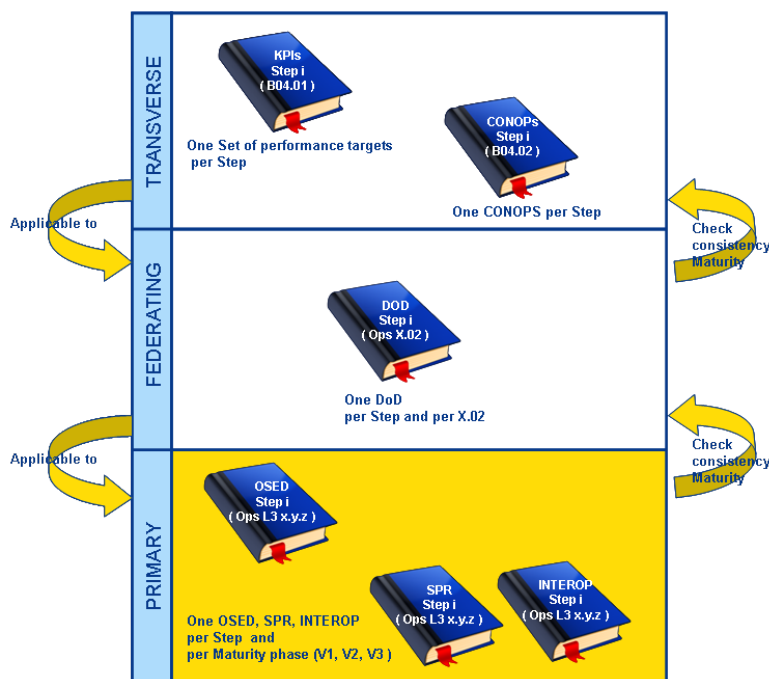 TRANSVERSE
KPIs
Step i
( B04.01 )
One Set of performance targets
per Step
CONOPs
Step i
(B04.02 )
One CONOPS per Step
Applicable to
Check
consistency
Maturity
FEDERATING
DOD
Step i
( Ops X.02 )
One DoD
per Step and per X.02
Applicable to
Check
consistency
Maturity
PRIMARY
OSED
Step i
( Ops L3 x.y.z )
SPR
Step i
( Ops L3 x.y.z )
INTEROP
Step i
( Ops L3 x.y.z )
One OSED, SPR, INTEROP
per Step and
per Maturity phase (V1, V2, V3 )